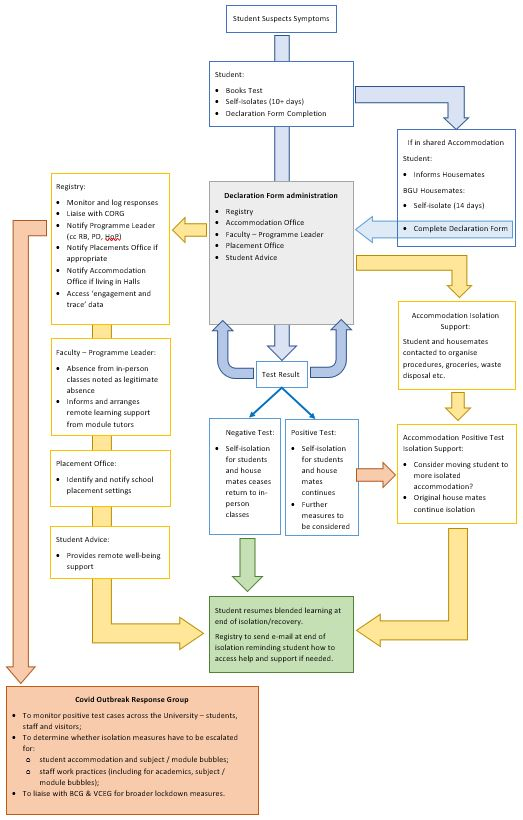 Student Suspects Symptoms
Student:
• Books Test
• Self-isolates (10+ days)
• Declaration Form Completion
If in shared Accommodation
Student:
• Informs Housemates
BGU Housemates:
• Self-isolate (14 days)
• Complete Declaration Form
Registry:
• Monitor and log responses
• Liaise with CORG
• Notify Programme Leader
(cc RB, PD, HoP)
• Notify Placements Office if
appropriate
• Notify Accommodation
Office if living in Halls
• Access ‘engagement and
trace’ data
Declaration Form administration
• Registry
• Accommodation Office
• Faculty – Programme Leader
• Placement Office
• Student Advice
Accommodation Isolation
Support:
Student and housemates
contacted to organise
procedures, groceries, waste
disposal etc.
Faculty – Programme Leader:
• Absence from in-person
classes noted as legitimate
absence
• Informs and arranges
remote learning support
from module tutors
Test Result
Negative Test:
• Self-isolation
for students
and house
mates ceases
return to in-
person
classes
Positive Test:
• Self-isolation
for students
and house
mates
continues
• Further
measures to
be considered
Accommodation Positive Test
Isolation Support:
• Consider moving student to
more isolated
accommodation?
• Original house mates
continue isolation
Placement Office:
• Identify and notify school
placement settings
Student Advice:
• Provides remote well-being
support
Student resumes blended learning at
end of isolation/recovery.
Registry to send e-mail at end of
isolation reminding student how to
access help and support if needed.
Covid Outbreak Response Group
• To monitor positive test cases across the University – students,
staff and visitors;
• To determine whether isolation measures have to be escalated
for:
o student accommodation and subject / module bubbles;
o staff work practices (including for academics, subject /
module bubbles);
• To liaise with BCG & VCEG for broader lockdown measures.